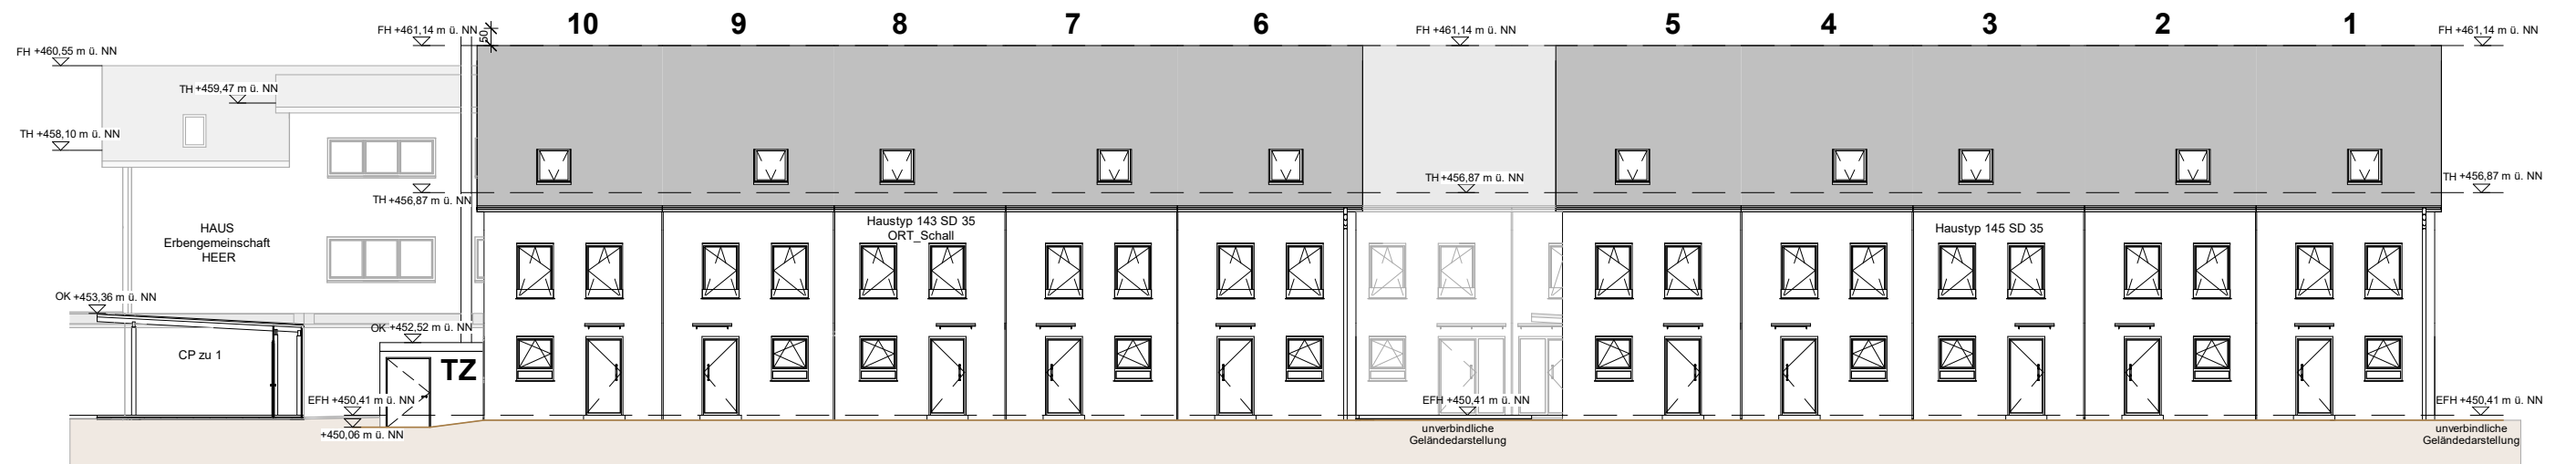 10 9 8 7 6 5 4 3 2 1
FH +461,14 m ü. NN
50
FH +461,14 m ü. NN
FH +461,14 m ü. NN
FH +460,55 m ü. NN
TH +459,47 m ü. NN
TH +458,10 m ü. NN
TH +456,87 m ü. NN
TH +456,87 m ü. NN
TH +456,87 m ü. NN
HAUS
Erbengemeinschaft
HEER
Haustyp 143 SD 35
ORT_Schall
Haustyp 145 SD 35
OK +453,36 m ü. NN
OK +452,52 m ü. NN
CP zu 1
TZ
EFH +450,41 m ü. NN
EFH +450,41 m ü. NN
EFH +450,41 m ü. NN
+450,06 m ü. NN
unverbindliche
Geländedarstellung
unverbindliche
Geländedarstellung